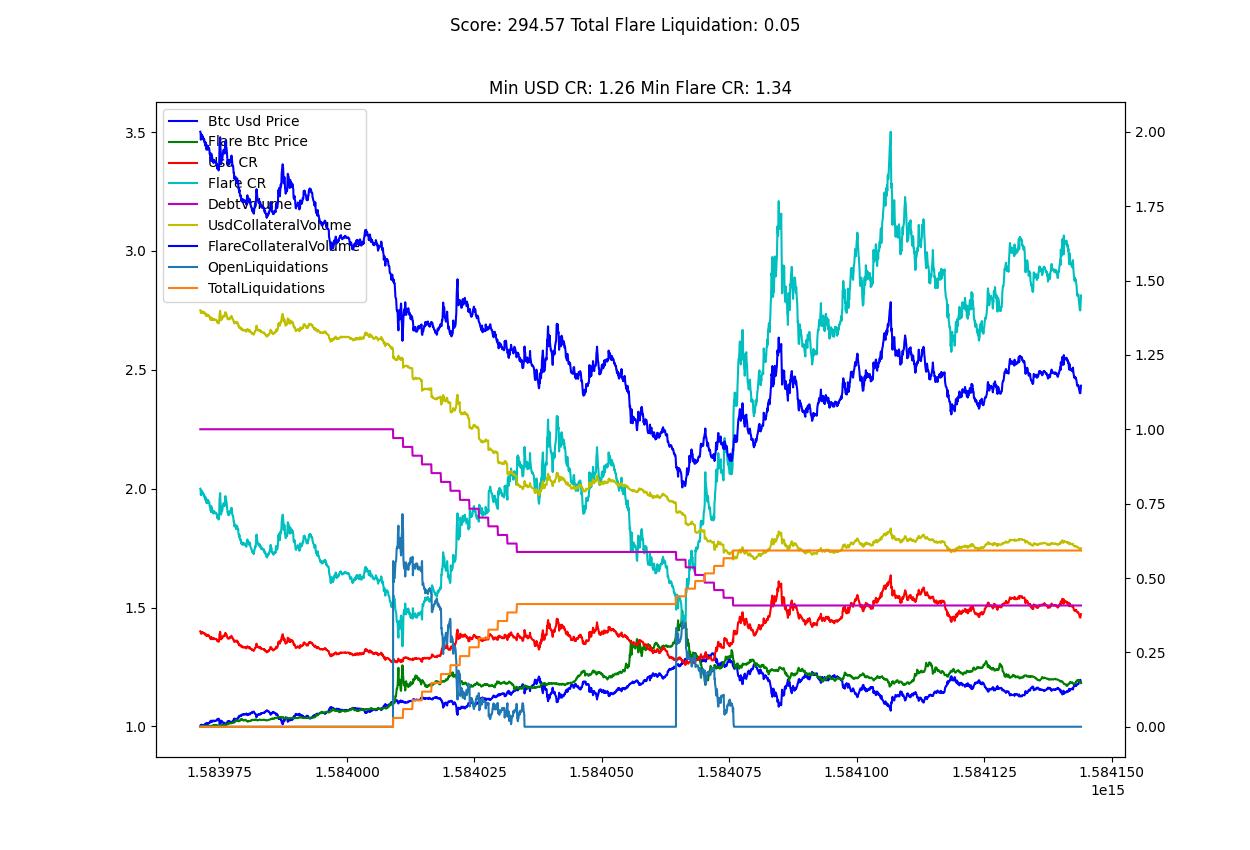 Score: 294.57 Total Flare Liquidation: 0.05
Min USD CR: 1.26 Min Flare CR: 1.34
Btc Usd Price
Flare Btc Price
Usd CR
Flare CR
DebtVolume
UsdCollateralVolume
FlareCollateralVolume
OpenLiquidations
TotalLiquidations
3.5
3.0
2.5
2.0
1.5
1.0
2.00
1.75
1.50
1.25
1.00
0.75
0.50
0.25
0.00
1.583975
1.584000
1.584025
1.584050
1.584075
1.584100
1.584125
1.584150
1e15